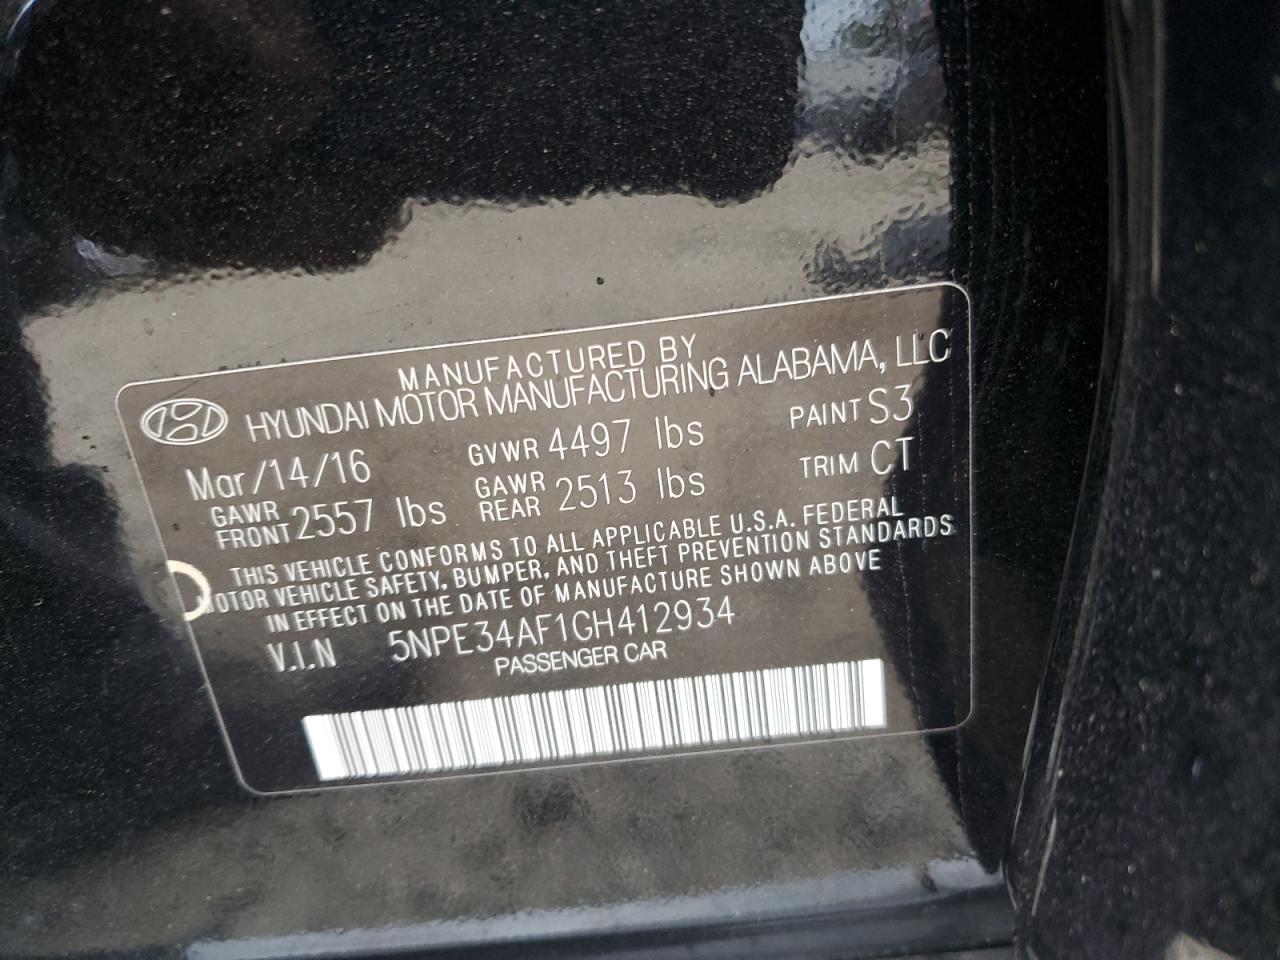 MANUFACTURED BY
HYUNDAI MOTOR MANUFACTURING ALABAMA, LLC
Mar/14/16 GVWR 4497 lbs PAINT S3
GAWR FRONT 2557 lbs GAWR REAR 2513 lbs TRIM CT
THIS VEHICLE CONFORMS TO ALL APPLICABLE U.S.A. FEDERAL
MOTOR VEHICLE SAFETY, BUMPER, AND THEFT PREVENTION STANDARDS
IN EFFECT ON THE DATE OF MANUFACTURE SHOWN ABOVE
V.I.N 5NPE34AF1GH412934
PASSENGER CAR